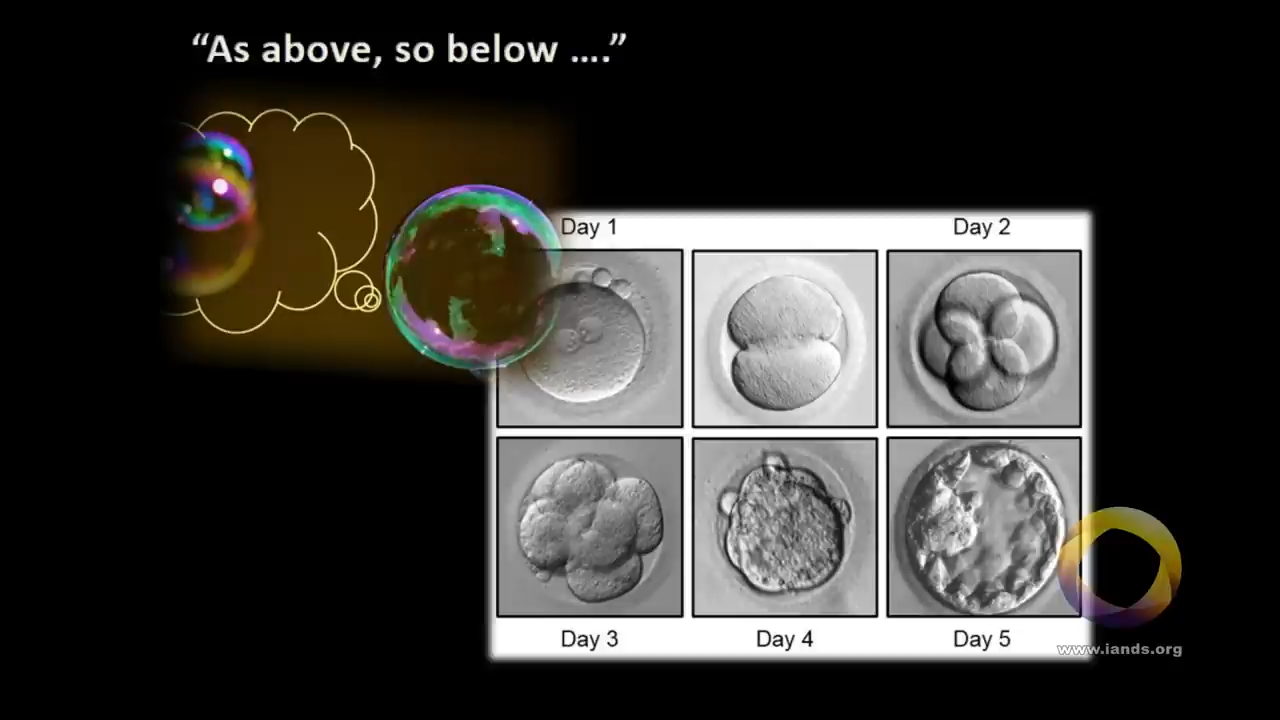 “As above, so below ....”
Day 1
Day 2
Day 3
Day 4
Day 5
www.iands.org